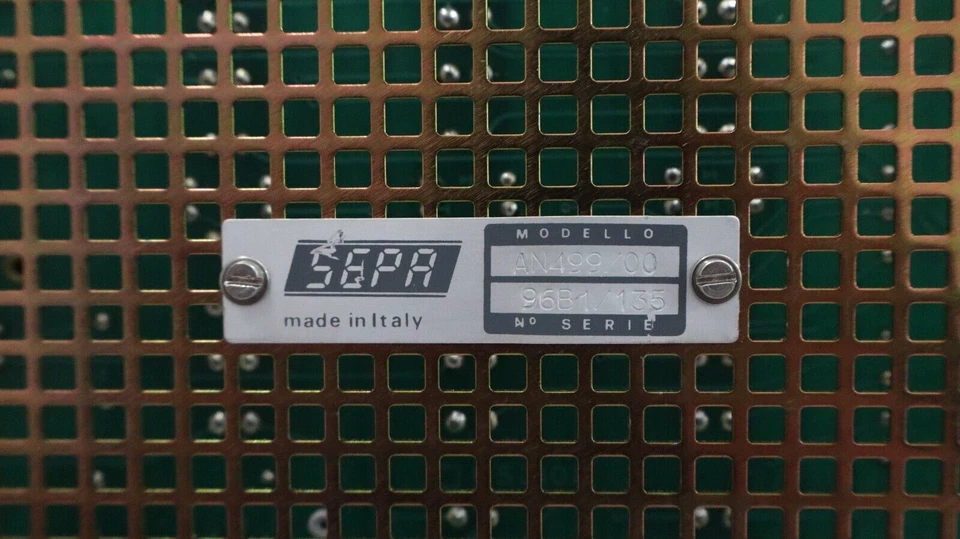 SEPA
made in Italy
MODELLO
AN499/00
96B1/135
Nº SERIE